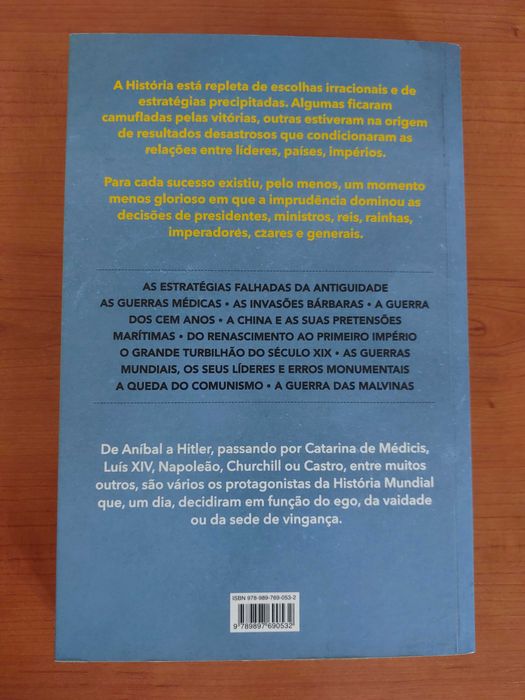 A História está repleta de escolhas irracionais e de
estratégias precipitadas. Algumas ficaram
camufladas pelas vitórias, outras estiveram na origem
de resultados desastrosos que condicionaram as
relações entre líderes, países, impérios.
Para cada sucesso existiu, pelo menos, um momento
menos glorioso em que a imprudência dominou as
decisões de presidentes, ministros, reis, rainhas,
imperadores, czares e generais.
AS ESTRATÉGIAS FALHADAS DA ANTIGUIDADE
AS GUERRAS MÉDICAS • AS INVASÕES BÁRBARAS • A GUERRA
DOS CEM ANOS • A CHINA E AS SUAS PRETENSÕES
MARÍTIMAS • DO RENASCIMENTO AO PRIMEIRO IMPÉRIO
O GRANDE TURBILHÃO DO SÉCULO XIX • AS GUERRAS
MUNDIAIS, OS SEUS LÍDERES E ERROS MONUMENTAIS
A QUEDA DO COMUNISMO • A GUERRA DAS MALVINAS
De Aníbal a Hitler, passando por Catarina de Médicis,
Luís XIV, Napoleão, Churchill ou Castro, entre muitos
outros, são vários os protagonistas da História Mundial
que, um dia, decidiram em função do ego, da vaidade
ou da sede de vingança.
ISBN 978-989-769-053-2
9 789897 690532